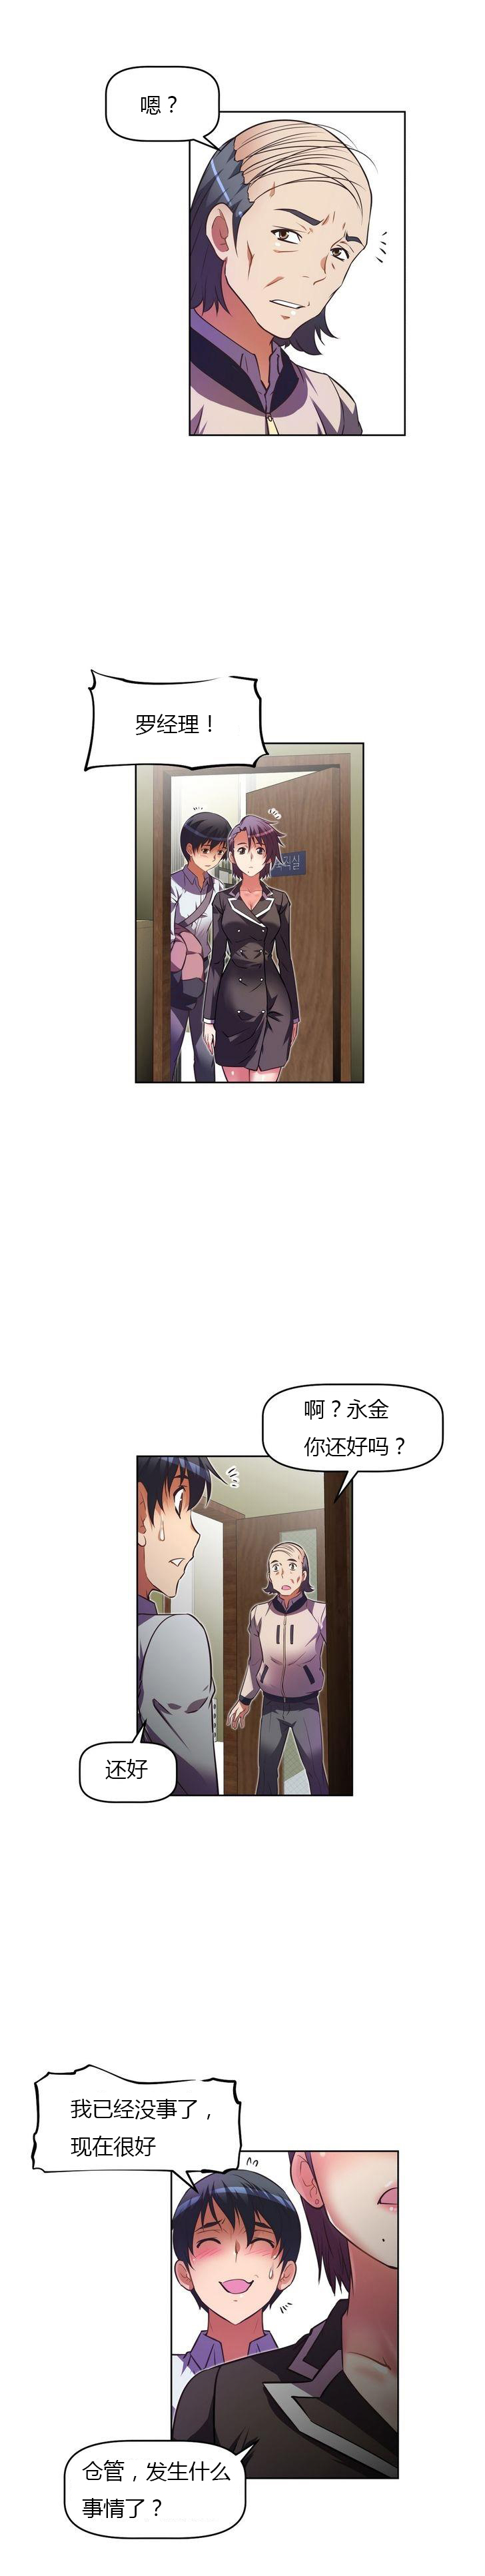 嗯？
罗经理！
啊？永金
你还好吗？
还好
我已经没事了，
现在很好
仓管，发生什么
事情了？